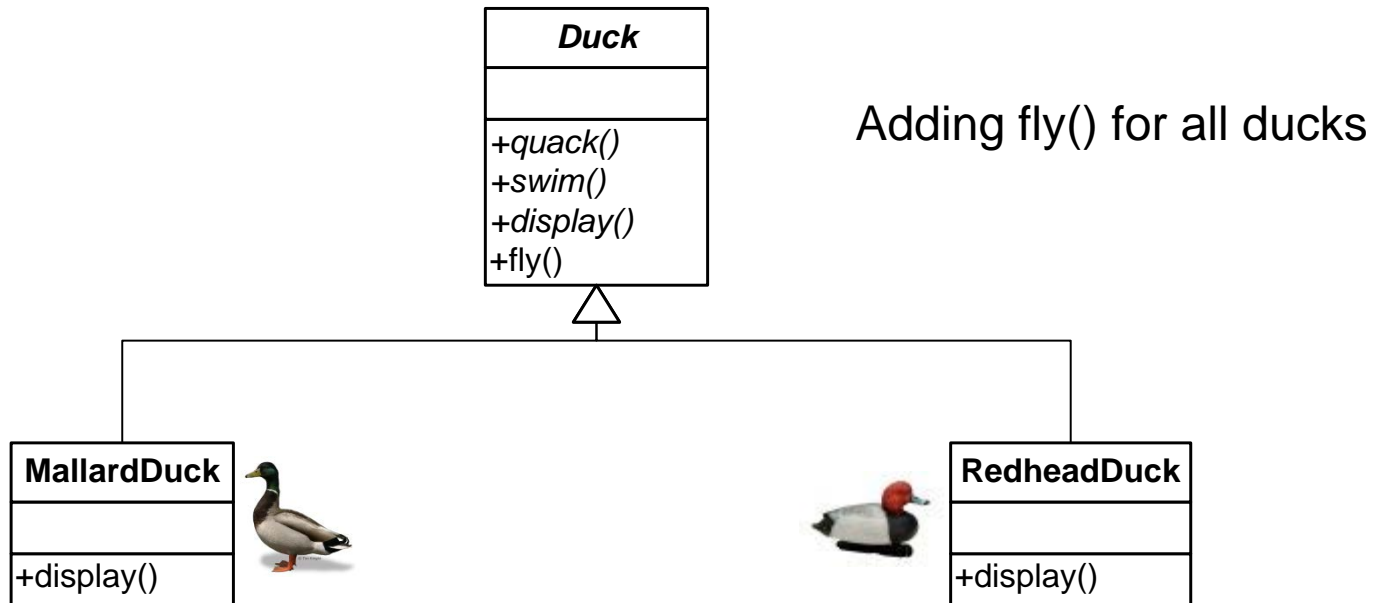 Duck
+quack()
+swim()
+display()
+fly()
Adding fly() for all ducks
MallardDuck
+display()
RedheadDuck
+display()